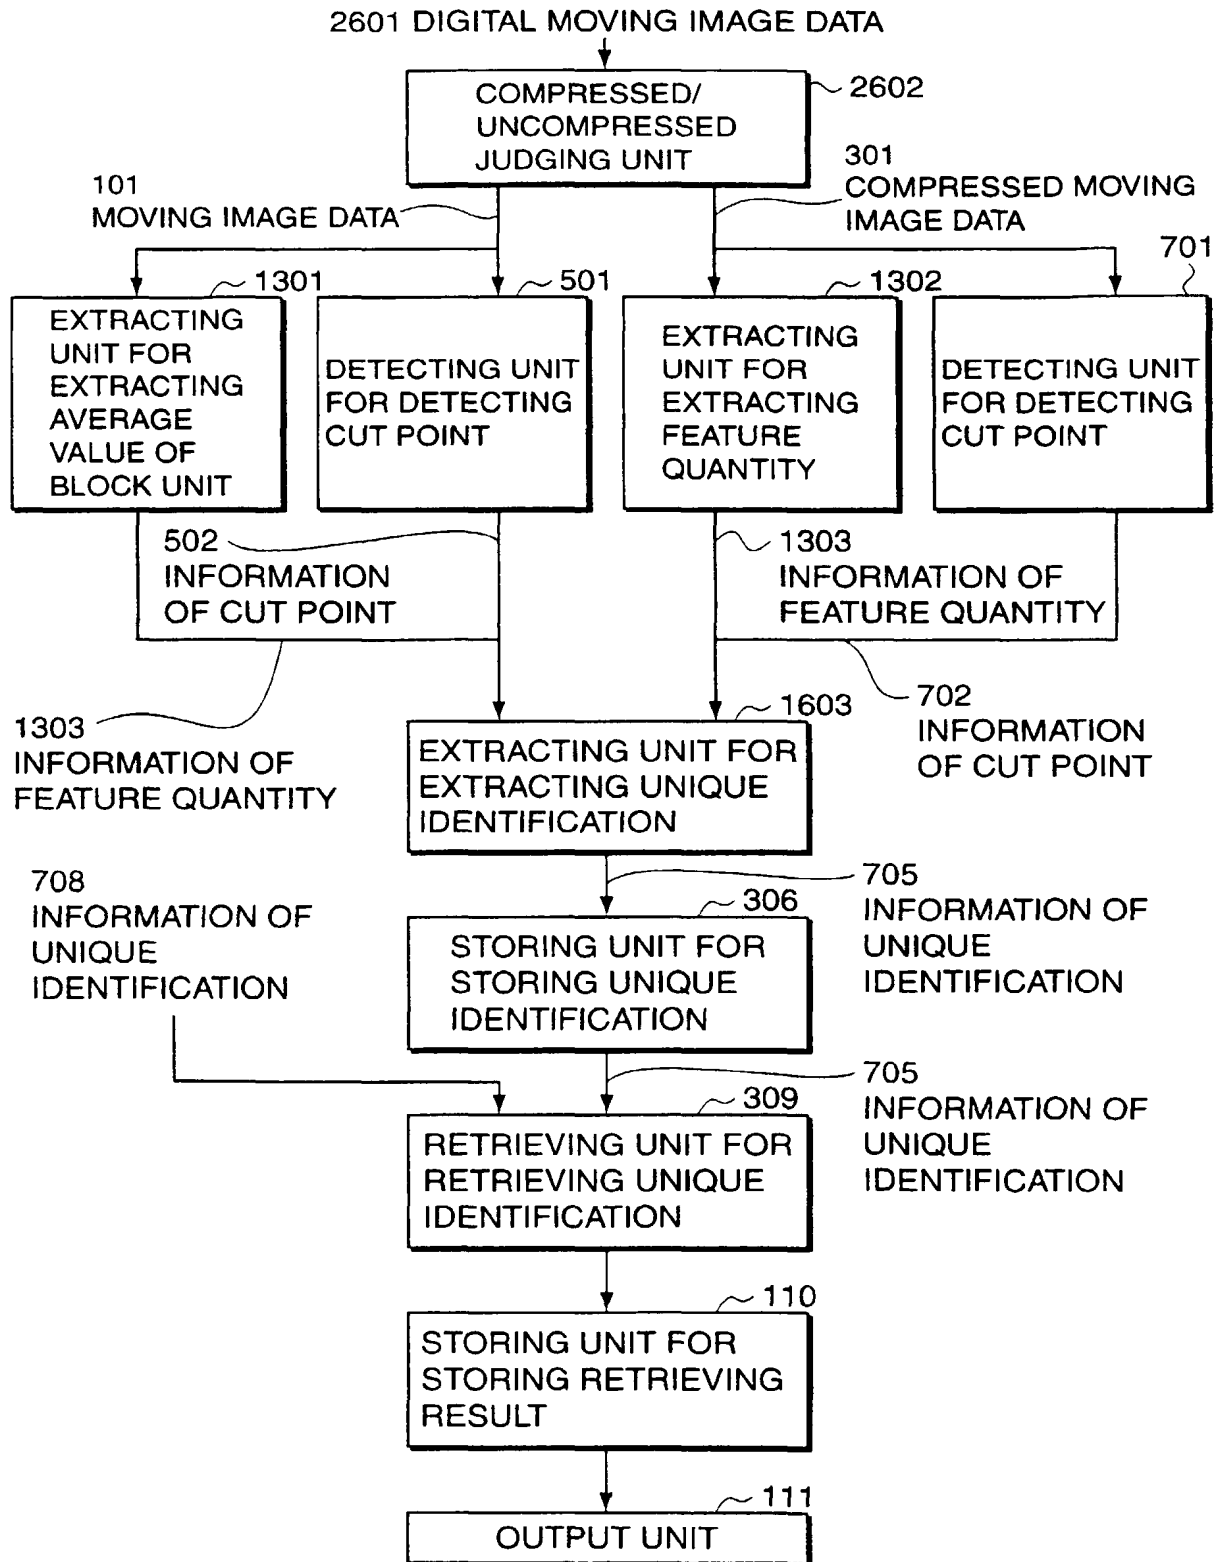 2601 DIGITAL MOVING IMAGE DATA
COMPRESSED/
UNCOMPRESSED
JUDGING UNIT
2602
101
MOVING IMAGE DATA
301
COMPRESSED MOVING
IMAGE DATA
1301
EXTRACTING
UNIT FOR
EXTRACTING
AVERAGE
VALUE OF
BLOCK UNIT
501
DETECTING UNIT
FOR DETECTING
CUT POINT
1302
EXTRACTING
UNIT FOR
EXTRACTING
FEATURE
QUANTITY
701
DETECTING UNIT
FOR DETECTING
CUT POINT
502
INFORMATION
OF CUT POINT
1303
INFORMATION OF
FEATURE QUANTITY
1303
INFORMATION OF
FEATURE QUANTITY
702
INFORMATION
OF CUT POINT
1603
EXTRACTING UNIT FOR
EXTRACTING UNIQUE
IDENTIFICATION
708
INFORMATION OF
UNIQUE
IDENTIFICATION
705
INFORMATION OF
UNIQUE
IDENTIFICATION
306
STORING UNIT FOR
STORING UNIQUE
IDENTIFICATION
705
INFORMATION OF
UNIQUE
IDENTIFICATION
309
RETRIEVING UNIT FOR
RETRIEVING UNIQUE
IDENTIFICATION
110
STORING UNIT FOR
STORING RETRIEVING
RESULT
111
OUTPUT UNIT